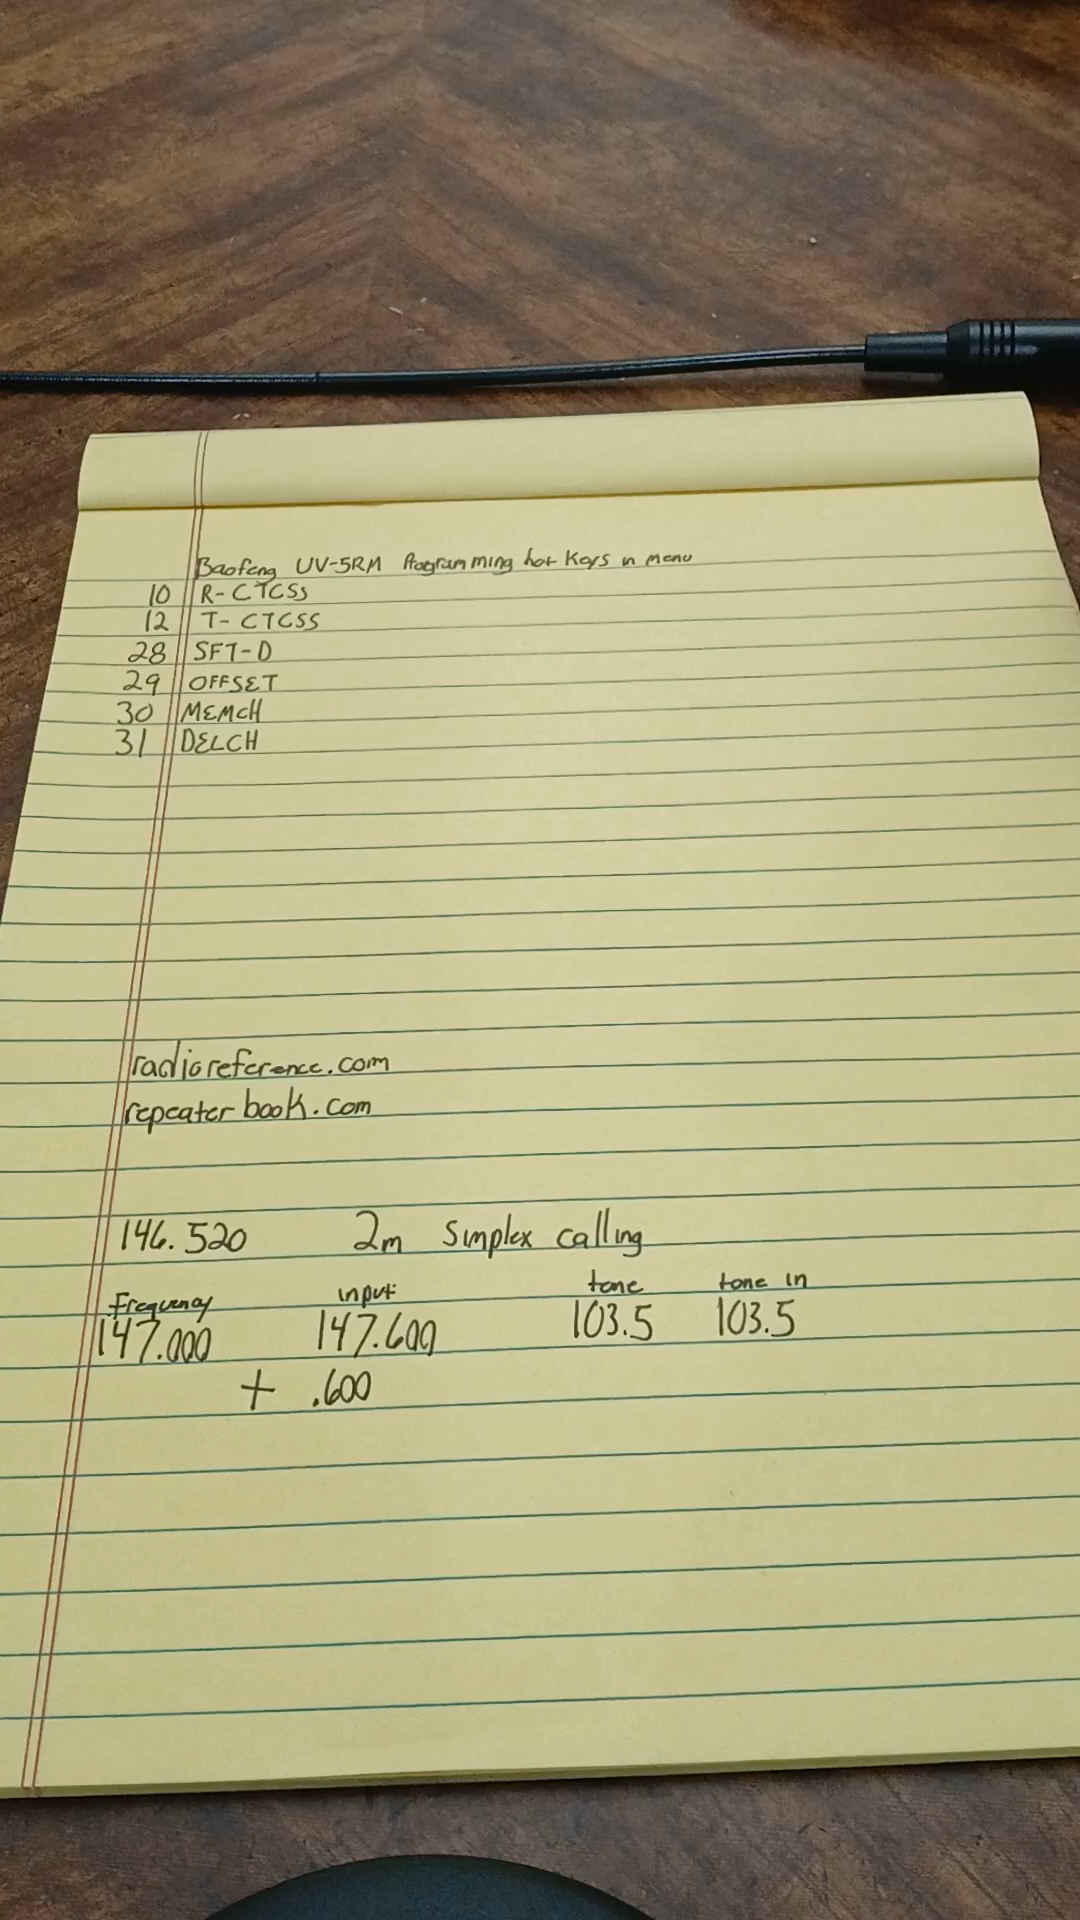 Baofeng UV-5RM Programming hot Keys in menu
10 R-CTCSS
12 T-CTCSS
28 SFT-D
29 OFFSET
30 MEMCH
31 DELCH
radioreference.com
repeaterbook.com
146.520 2m Simplex calling
frequency input tone tone in
147.000 147.600 103.5 103.5
+ .600